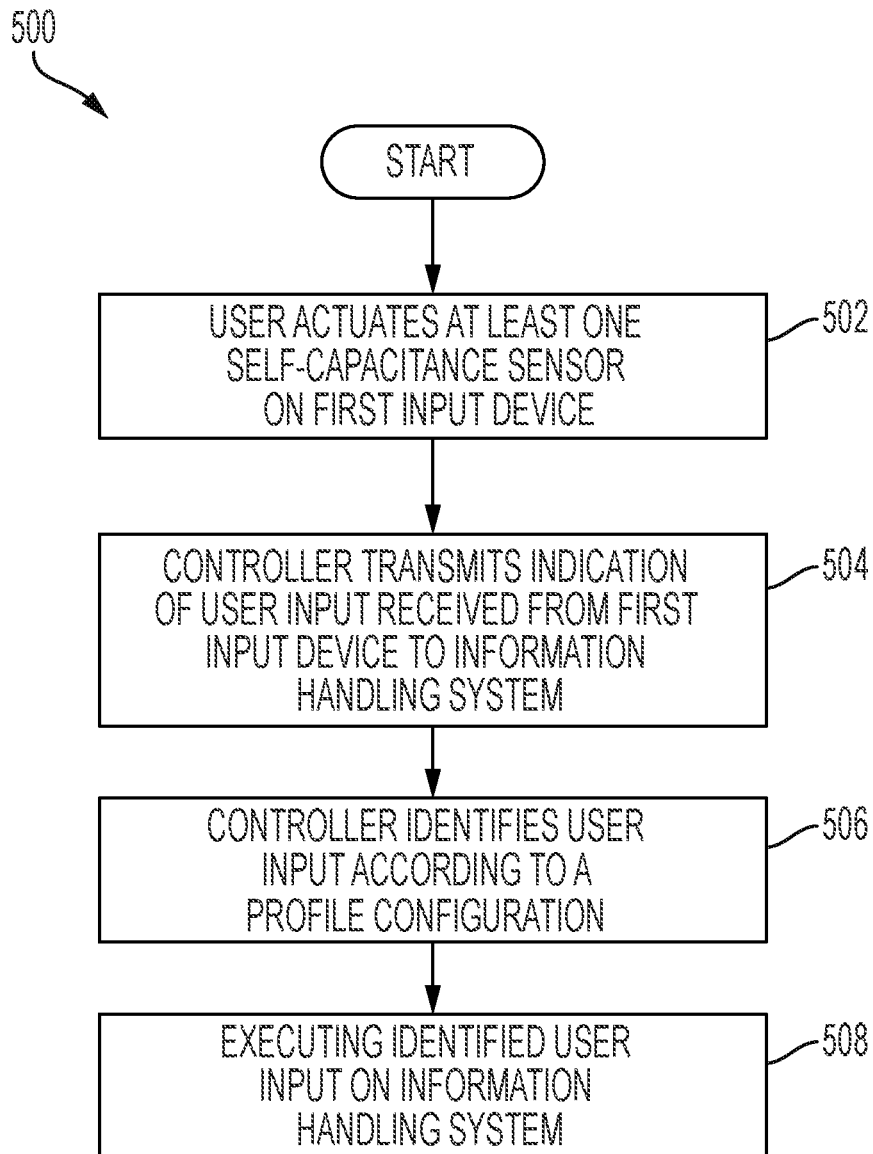 500
START
USER ACTUATES AT LEAST ONE
SELF-CAPACITANCE SENSOR
ON FIRST INPUT DEVICE
502
CONTROLLER TRANSMITS INDICATION
OF USER INPUT RECEIVED FROM FIRST
INPUT DEVICE TO INFORMATION
HANDLING SYSTEM
504
CONTROLLER IDENTIFIES USER
INPUT ACCORDING TO A
PROFILE CONFIGURATION
506
EXECUTING IDENTIFIED USER
INPUT ON INFORMATION
HANDLING SYSTEM
508